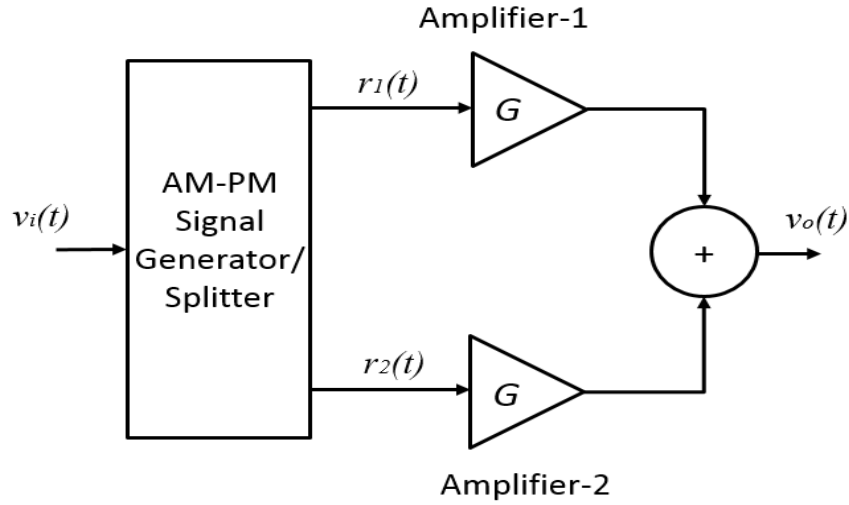 Amplifier-1
r1(t)
G
AM-PM
Signal
Generator/
Splitter
vi(t)
+
vo(t)
r2(t)
G
Amplifier-2